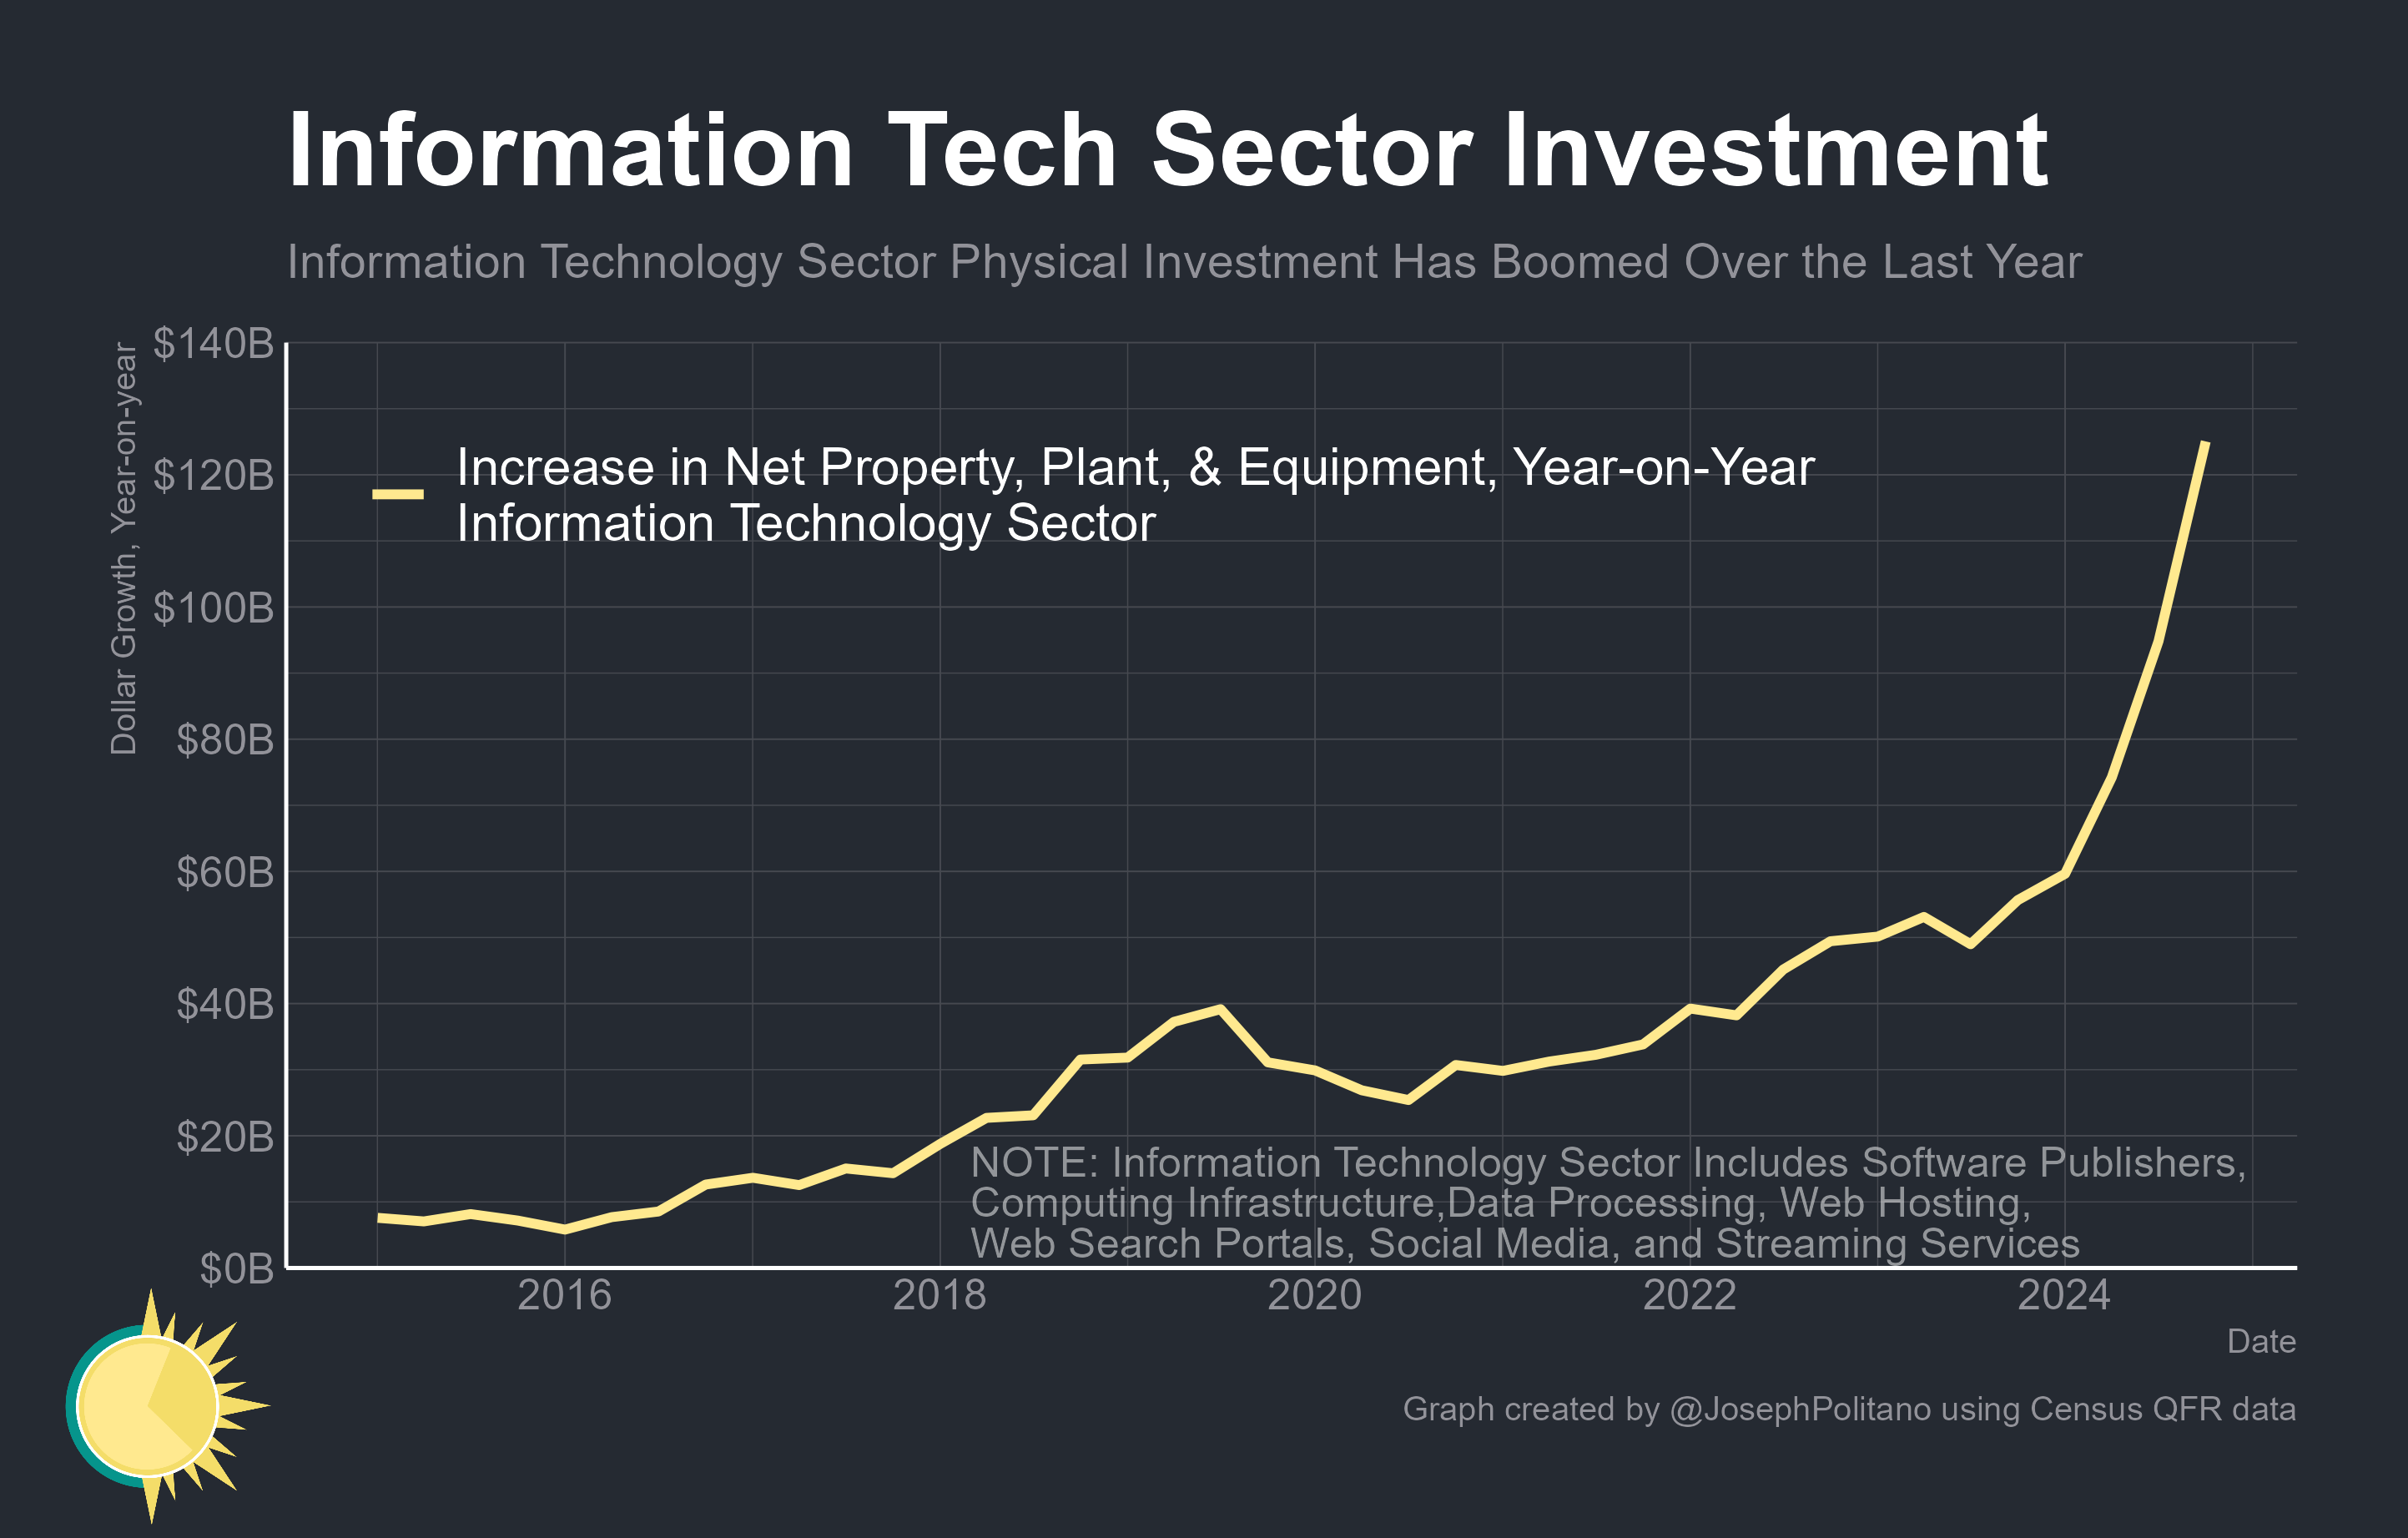 Information Tech Sector Investment
Information Technology Sector Physical Investment Has Boomed Over the Last Year
Dollar Growth, Year-on-year
$140B
$120B
$100B
$80B
$60B
$40B
$20B
$0B
Increase in Net Property, Plant, & Equipment, Year-on-Year
Information Technology Sector
NOTE: Information Technology Sector Includes Software Publishers,
Computing Infrastructure,Data Processing, Web Hosting,
Web Search Portals, Social Media, and Streaming Services
2016 2018 2020 2022 2024
Date
Graph created by @JosephPolitano using Census QFR data